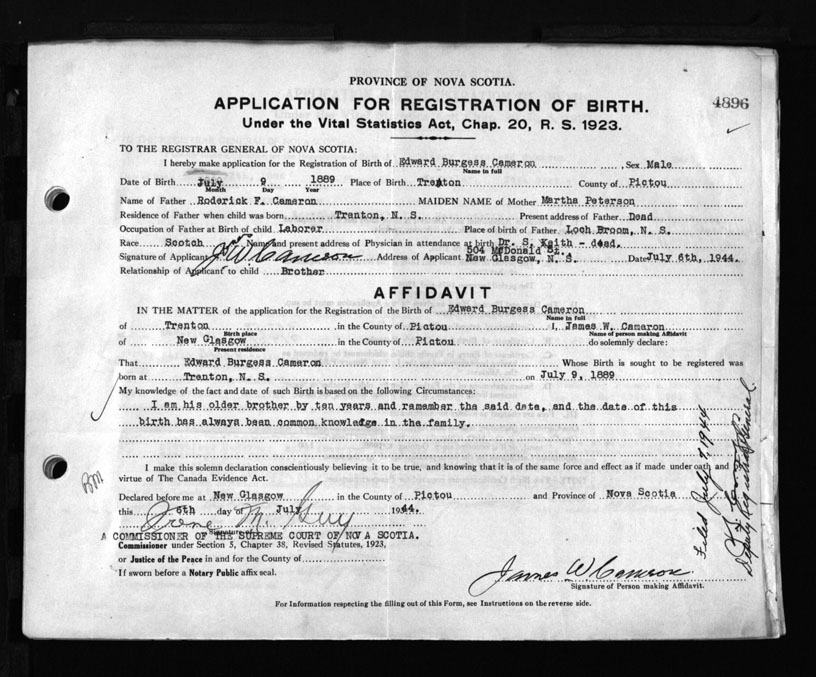 PROVINCE OF NOVA SCOTIA.
APPLICATION FOR REGISTRATION OF BIRTH.
4896
Under the Vital Statistics Act, Chap. 20, R. S. 1923.
TO THE REGISTRAR GENERAL OF NOVA SCOTIA:
I hereby make application for the Registration of Birth of Edward Burgess Cameron, Sex Male
Name in full
Date of Birth July 9 1889 Place of Birth Trenton County of Pictou
Month Day Year
Name of Father Roderick F. Cameron MAIDEN NAME of Mother Martha Peterson
Residence of Father when child was born Trenton, N. S. Present address of Father Dead
Occupation of Father at Birth of child Laborer Place of birth of Father Loch Broom, N. S.
Race Scotch Name and present address of Physician in attendance at birth Dr. S. Keith - dead.
Signature of Applicant J. W. Cameron Address of Applicant 504 McDonald St. New Glasgow, N. S. Date July 6th, 1944.
Relationship of Applicant to child Brother
AFFIDAVIT
IN THE MATTER of the application for the Registration of the Birth of Edward Burgess Cameron
Name in full
of Trenton in the County of Pictou I, James W. Cameron
Birth place Name of person making Affidavit
of New Glasgow in the County of Pictou do solemnly declare:
Present residence
That Edward Burgess Cameron Whose Birth is sought to be registered was
born at Trenton, N. S. on July 9, 1889
My knowledge of the fact and date of such Birth is based on the following Circumstances:
I am his older brother by ten years and remember the said date, and the date of this
birth has always been common knowledge in the family.
I make this solemn declaration conscientiously believing it to be true, and knowing that it is of the same force and effect as if made under oath and
virtue of The Canada Evidence Act.
BM
Declared before me at New Glasgow in the County of Pictou and Province of Nova Scotia
this 6th day of July 1944.
Irene M. Guy
Signature of
A COMMISSIONER OF THE SUPREME COURT OF NOVA SCOTIA.
Commissioner under Section 5, Chapter 38, Revised Statutes, 1923,
or Justice of the Peace in and for the County of
If sworn before a Notary Public affix seal.
James W Cameron
Signature of Person making Affidavit.
For Information respecting the filling out of this Form, see Instructions on the reverse side.
Filed July 7, 1944
Deputy Registrar General